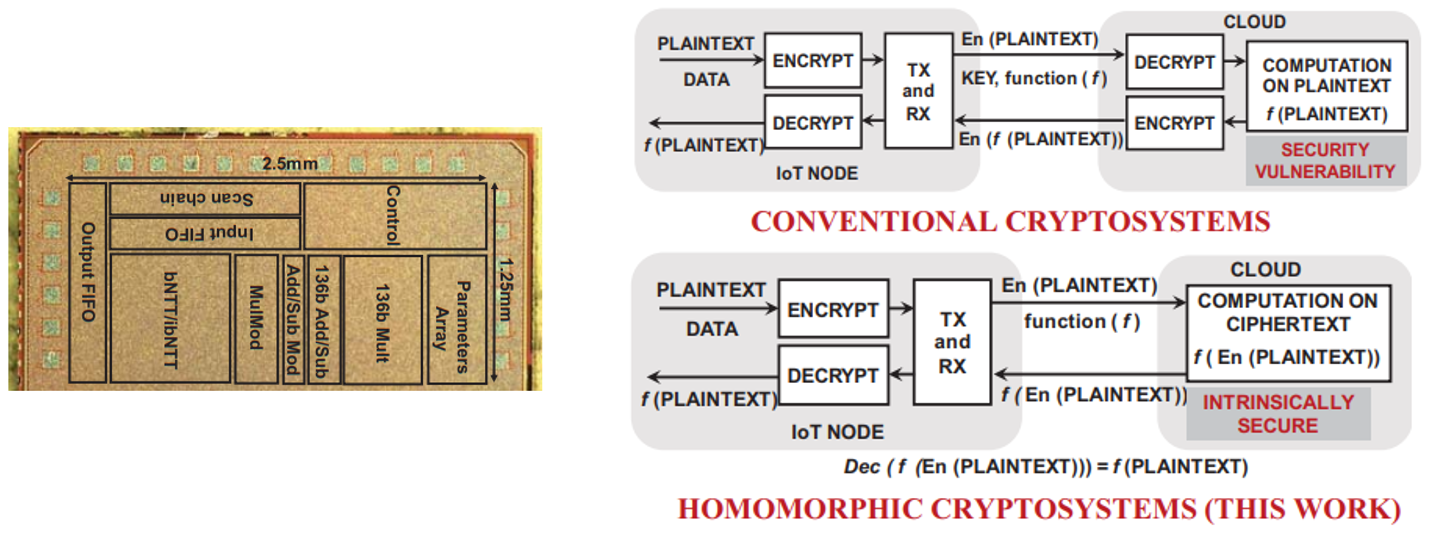 2.5mm
Scan chain
Control
Input FIFO
Output FIFO
bNTT/ibNTT
MulMod
Add/Sub Mod
136b Add/Sub
136b Mult
Parameters
Array
1.25mm
CLOUD
PLAINTEXT
DATA
ENCRYPT
TX
and
RX
En (PLAINTEXT)
KEY, function ( f )
DECRYPT
COMPUTATION
ON PLAINTEXT
f (PLAINTEXT)
f (PLAINTEXT)
DECRYPT
En (f (PLAINTEXT))
ENCRYPT
IoT NODE
SECURITY
VULNERABILITY
CONVENTIONAL CRYPTOSYSTEMS
CLOUD
PLAINTEXT
DATA
ENCRYPT
TX
and
RX
En (PLAINTEXT)
function ( f )
COMPUTATION ON
CIPHERTEXT
f ( En (PLAINTEXT))
f (PLAINTEXT)
DECRYPT
f ( En (PLAINTEXT))
IoT NODE
INTRINSICALLY
SECURE
Dec ( f (En (PLAINTEXT))) = f (PLAINTEXT)
HOMOMORPHIC CRYPTOSYSTEMS (THIS WORK)